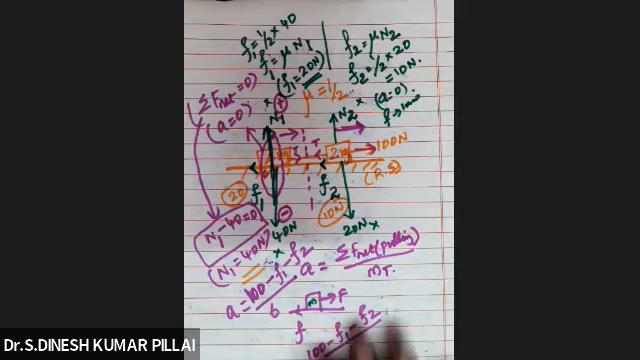 f₁ = 1/2 × 40
f₁ = μ N₁
(f₁ = 20N)
f₂ = μN₂
f₂ = 1/2 × 20
= 10N.
μ = 1/2
(ΣFnet = 0)
(a = 0)
(a = 0).
N₁
N₂ ×
T
2
100N
(R.S)
20
f₁
f₂
10N
40N
20N ×
N₁ - 40 = 0
(N₁ = 40N)
a = 100 - f₁ - f₂
6
a = ΣFnet (pulling)
mT.
m
F
f
100 - f₁ - f₂
Dr.S.DINESH KUMAR PILLAI